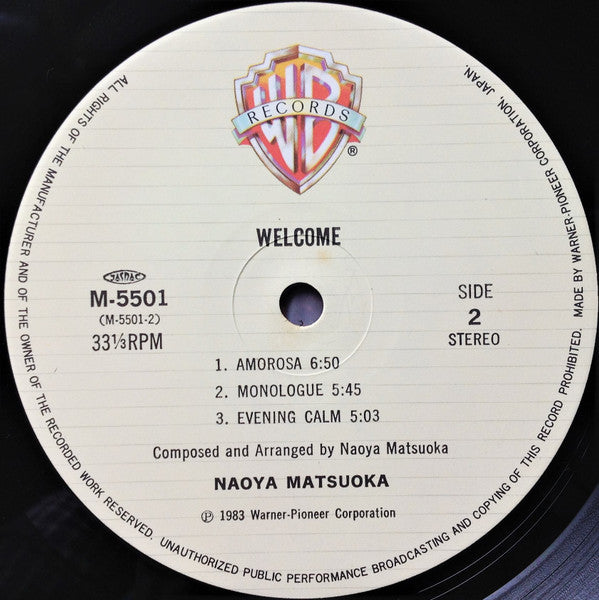 WB
RECORDS
®
WELCOME
JASRAC
M-5501
(M-5501-2)
33⅓RPM
SIDE
2
STEREO
1. AMOROSA 6:50
2. MONOLOGUE 5:45
3. EVENING CALM 5:03
Composed and Arranged by Naoya Matsuoka
NAOYA MATSUOKA
Ⓟ 1983 Warner-Pioneer Corporation
ALL RIGHTS OF THE MANUFACTURER AND OF THE OWNER OF THE RECORDED WORK RESERVED. UNAUTHORIZED PUBLIC PERFORMANCE BROADCASTING AND COPYING OF THIS RECORD PROHIBITED. MADE BY WARNER-PIONEER CORPORATION, JAPAN.